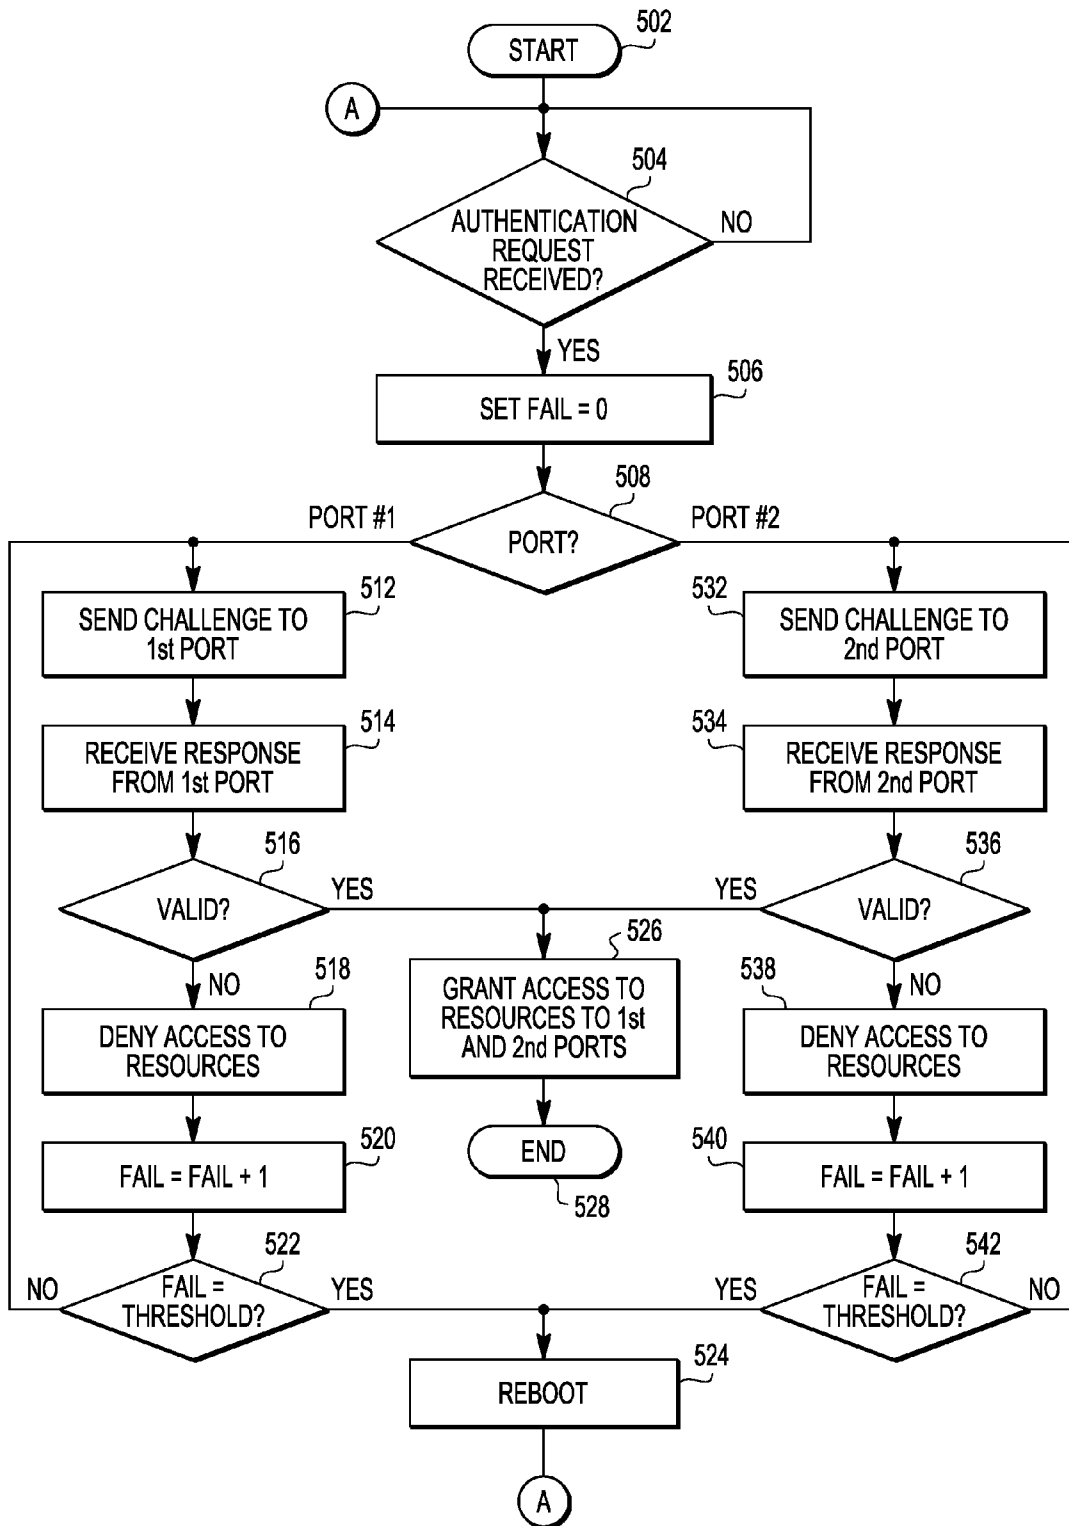 START
502
A
504
AUTHENTICATION
REQUEST
RECEIVED?
NO
YES
506
SET FAIL = 0
508
PORT #1
PORT?
PORT #2
512
SEND CHALLENGE TO
1st PORT
532
SEND CHALLENGE TO
2nd PORT
514
RECEIVE RESPONSE
FROM 1st PORT
534
RECEIVE RESPONSE
FROM 2nd PORT
516
VALID?
YES
NO
536
YES
VALID?
NO
518
DENY ACCESS TO
RESOURCES
526
GRANT ACCESS TO
RESOURCES TO 1st
AND 2nd PORTS
538
DENY ACCESS TO
RESOURCES
520
FAIL = FAIL + 1
END
528
540
FAIL = FAIL + 1
522
NO
FAIL =
THRESHOLD?
YES
542
YES
FAIL =
THRESHOLD?
NO
524
REBOOT
A